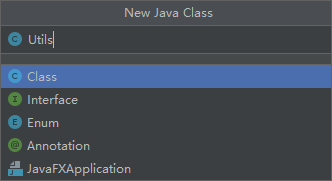 New Java Class
C Utils
C Class
I Interface
E Enum
@ Annotation
JavaFXApplication